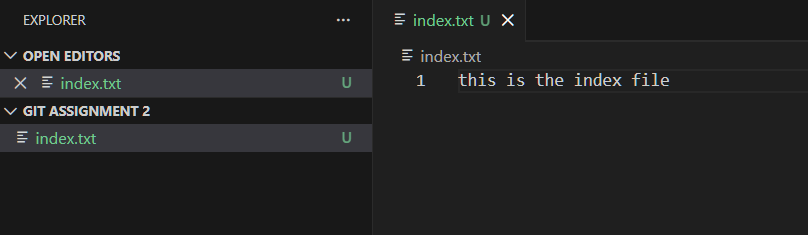 EXPLORER ...
OPEN EDITORS
index.txt U
GIT ASSIGNMENT 2
index.txt U
index.txt U
index.txt
1 this is the index file